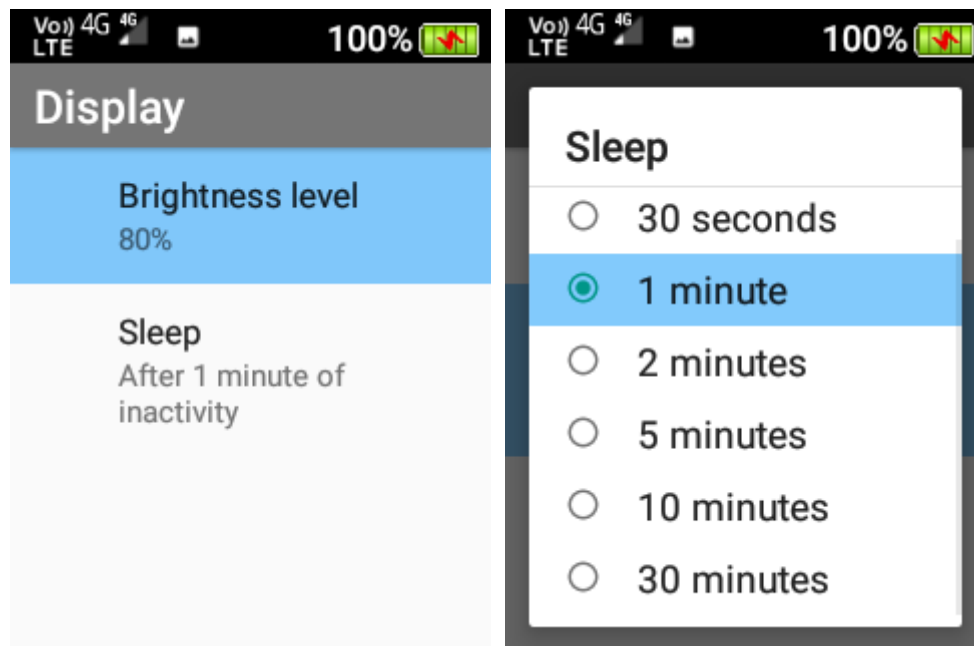 Vo)) 4G 4G
LTE
100%
Display
Brightness level
80%
Sleep
After 1 minute of
inactivity
Vo)) 4G 4G
LTE
100%
Sleep
30 seconds
1 minute
2 minutes
5 minutes
10 minutes
30 minutes